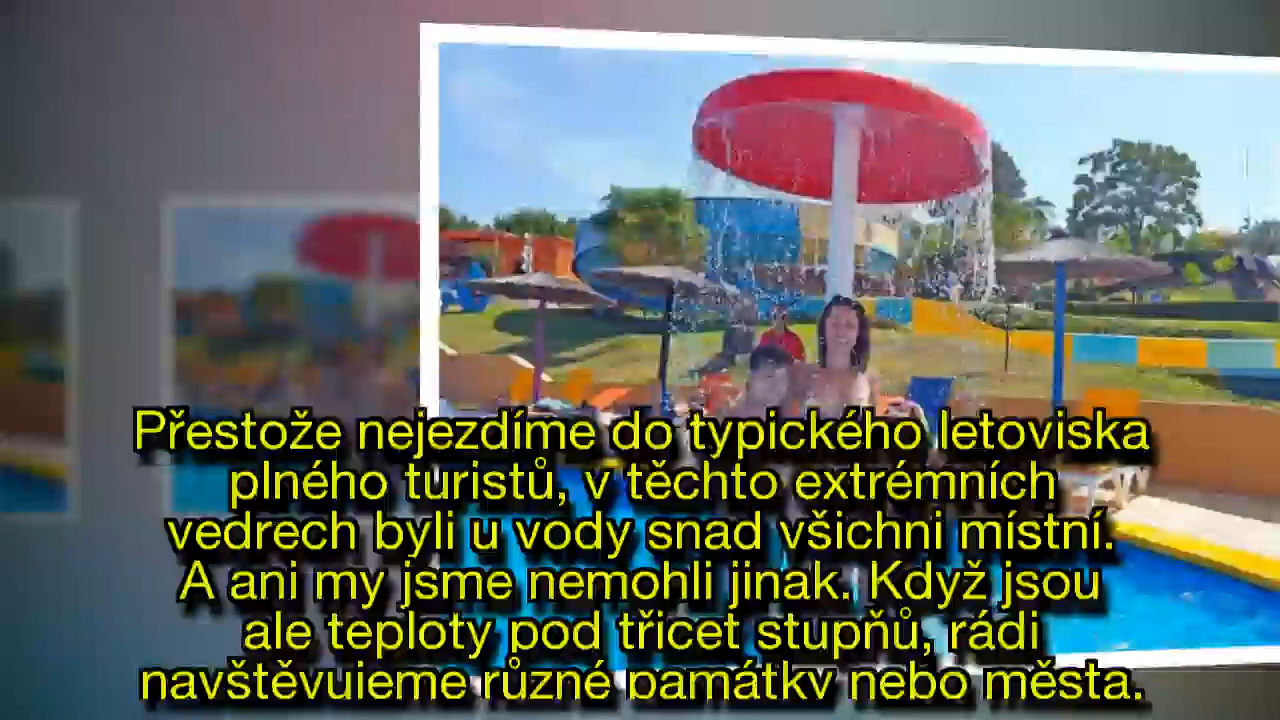 Přestože nejezdíme do typického letoviska
plného turistů, v těchto extrémních
vedrech byli u vody snad všichni místní.
A ani my jsme nemohli jinak. Když jsou
ale teploty pod třicet stupňů, rádi
navštěvujeme různé památky nebo města.